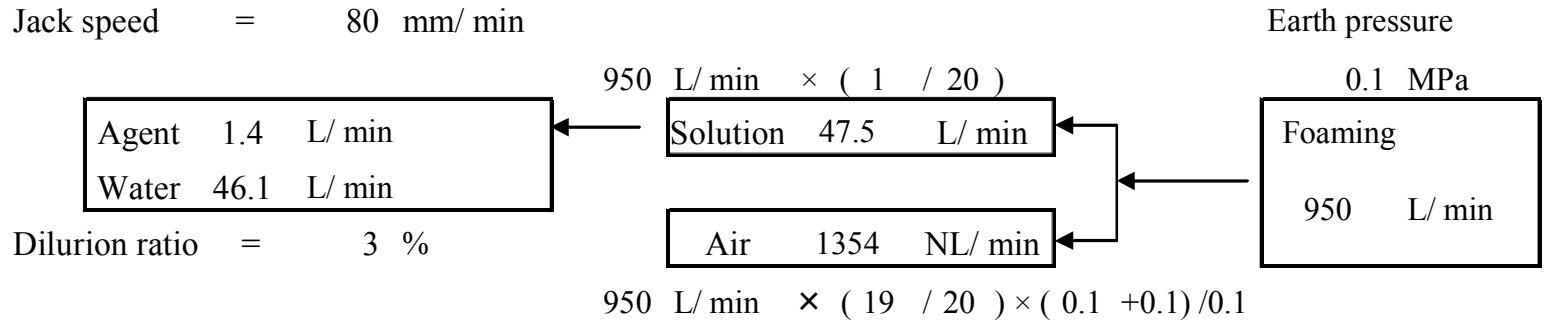 Jack speed = 80 mm/ min
Earth pressure
950 L/ min × ( 1 / 20 )
0.1 MPa
Agent 1.4 L/ min
Solution 47.5 L/ min
Foaming
Water 46.1 L/ min
950 L/ min
Dilurion ratio = 3 %
Air 1354 NL/ min
950 L/ min × ( 19 / 20 ) × ( 0.1 +0.1) /0.1